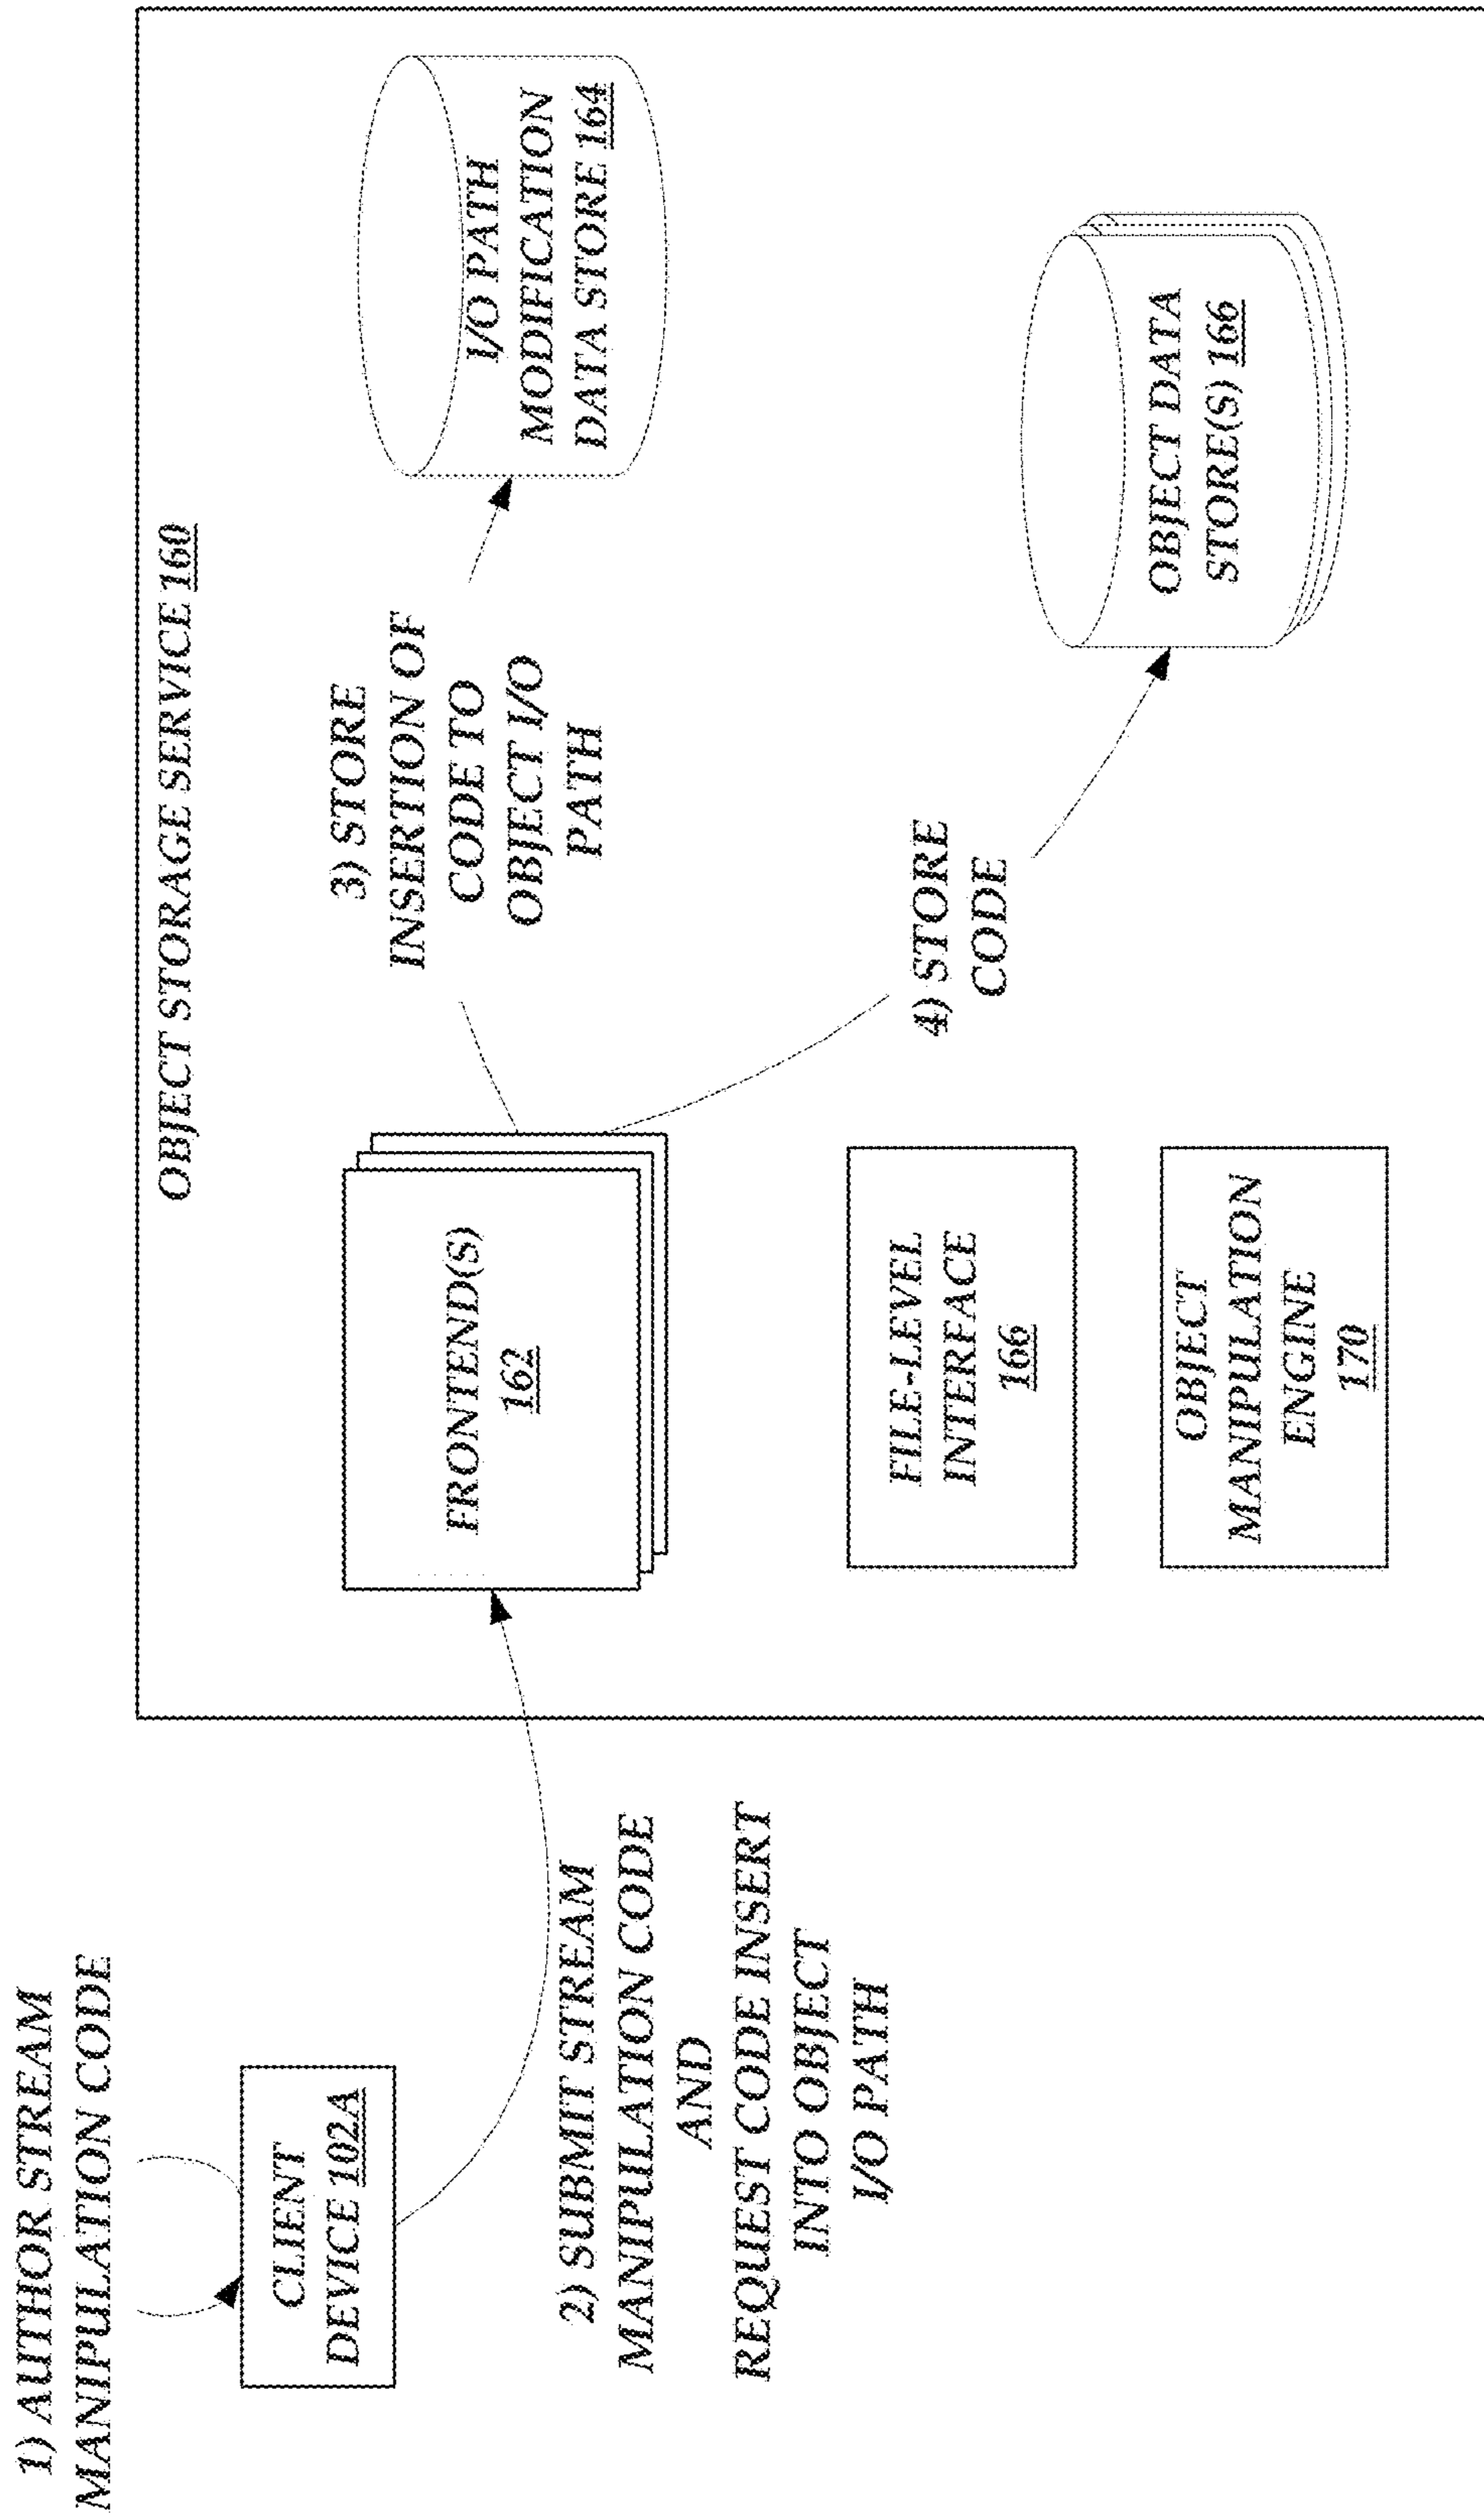 1) AUTHOR STREAM
MANIPULATION CODE
CLIENT
DEVICE 102A
2) SUBMIT STREAM
MANIPULATION CODE
AND
REQUEST CODE INSERT
INTO OBJECT
I/O PATH
OBJECT STORAGE SERVICE 160
FRONTEND(S)
162
3) STORE
INSERTION OF
CODE TO
OBJECT I/O
PATH
I/O PATH
MODIFICATION
DATA STORE 164
FILE-LEVEL
INTERFACE
166
4) STORE
CODE
OBJECT DATA
STORE(S) 166
OBJECT
MANIPULATION
ENGINE
170